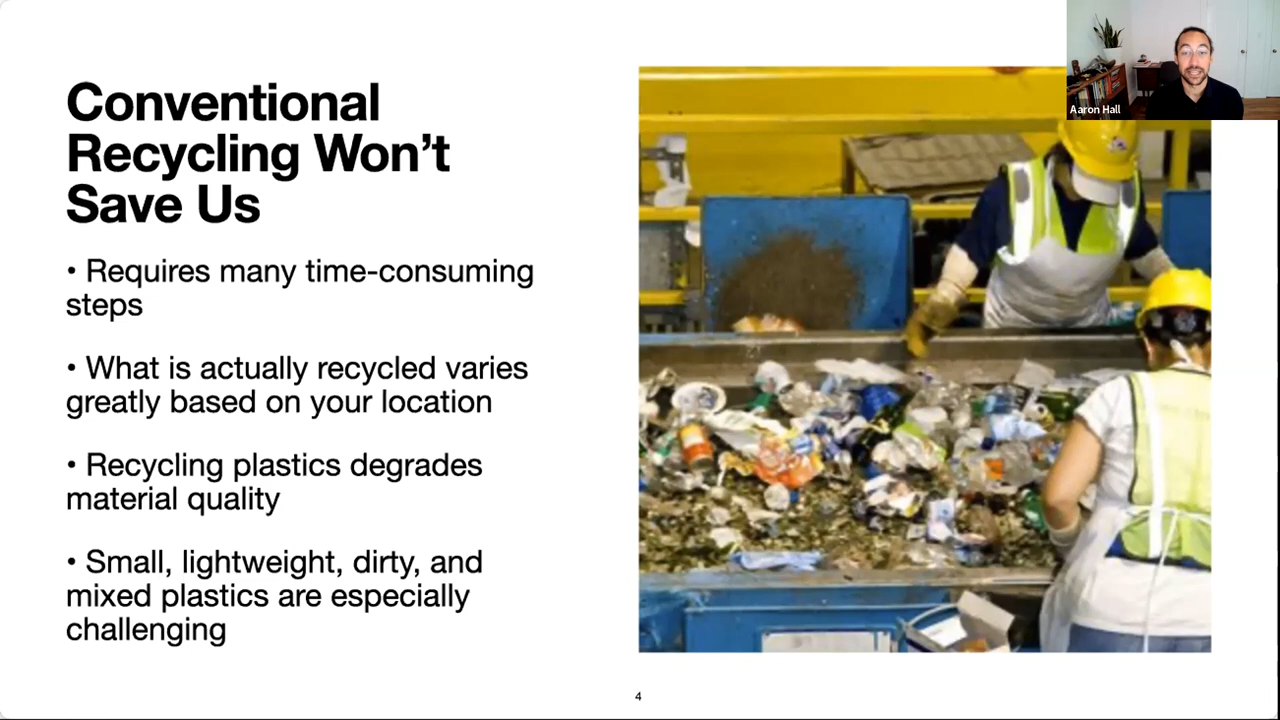 Conventional
Recycling Won’t
Save Us
• Requires many time-consuming
steps
• What is actually recycled varies
greatly based on your location
• Recycling plastics degrades
material quality
• Small, lightweight, dirty, and
mixed plastics are especially
challenging
Aaron Hall
4